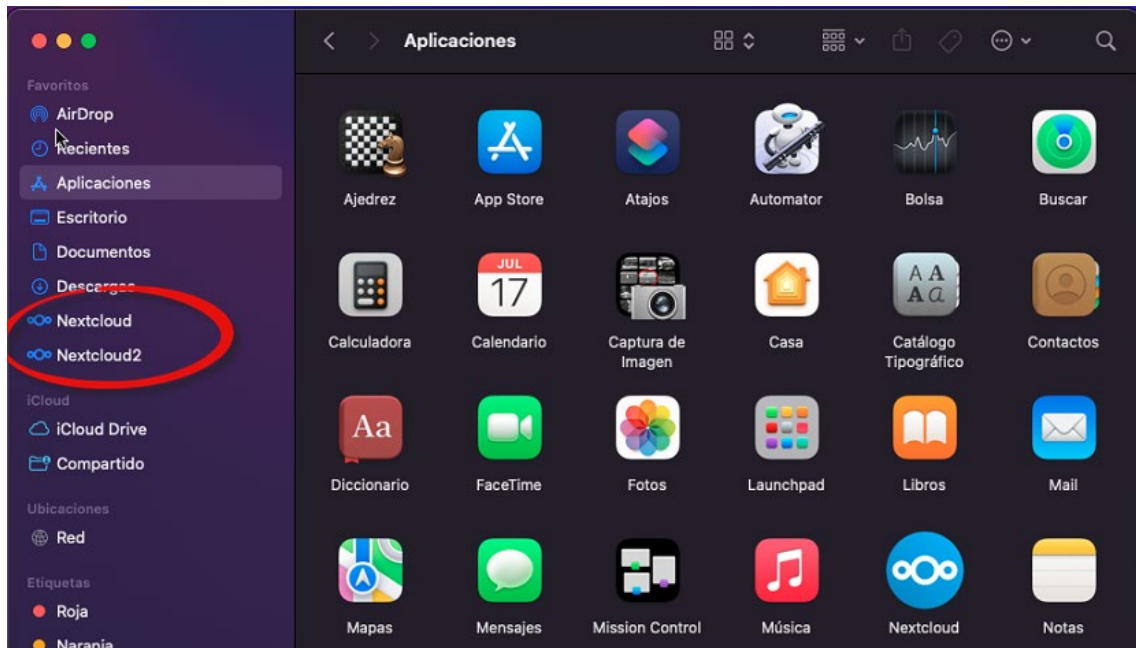 Aplicaciones
Favoritos
AirDrop
Recientes
Aplicaciones
Escritorio
Documentos
Descargas
Nextcloud
Nextcloud2
iCloud
iCloud Drive
Compartido
Ubicaciones
Red
Etiquetas
Roja
Naranja
Ajedrez
App Store
Atajos
Automator
Bolsa
Buscar
JUL
17
A A
A a
Calculadora
Calendario
Captura de
Imagen
Casa
Catálogo
Tipográfico
Contactos
Aa
Diccionario
FaceTime
Fotos
Launchpad
Libros
Mail
Mapas
Mensajes
Mission Control
Música
Nextcloud
Notas